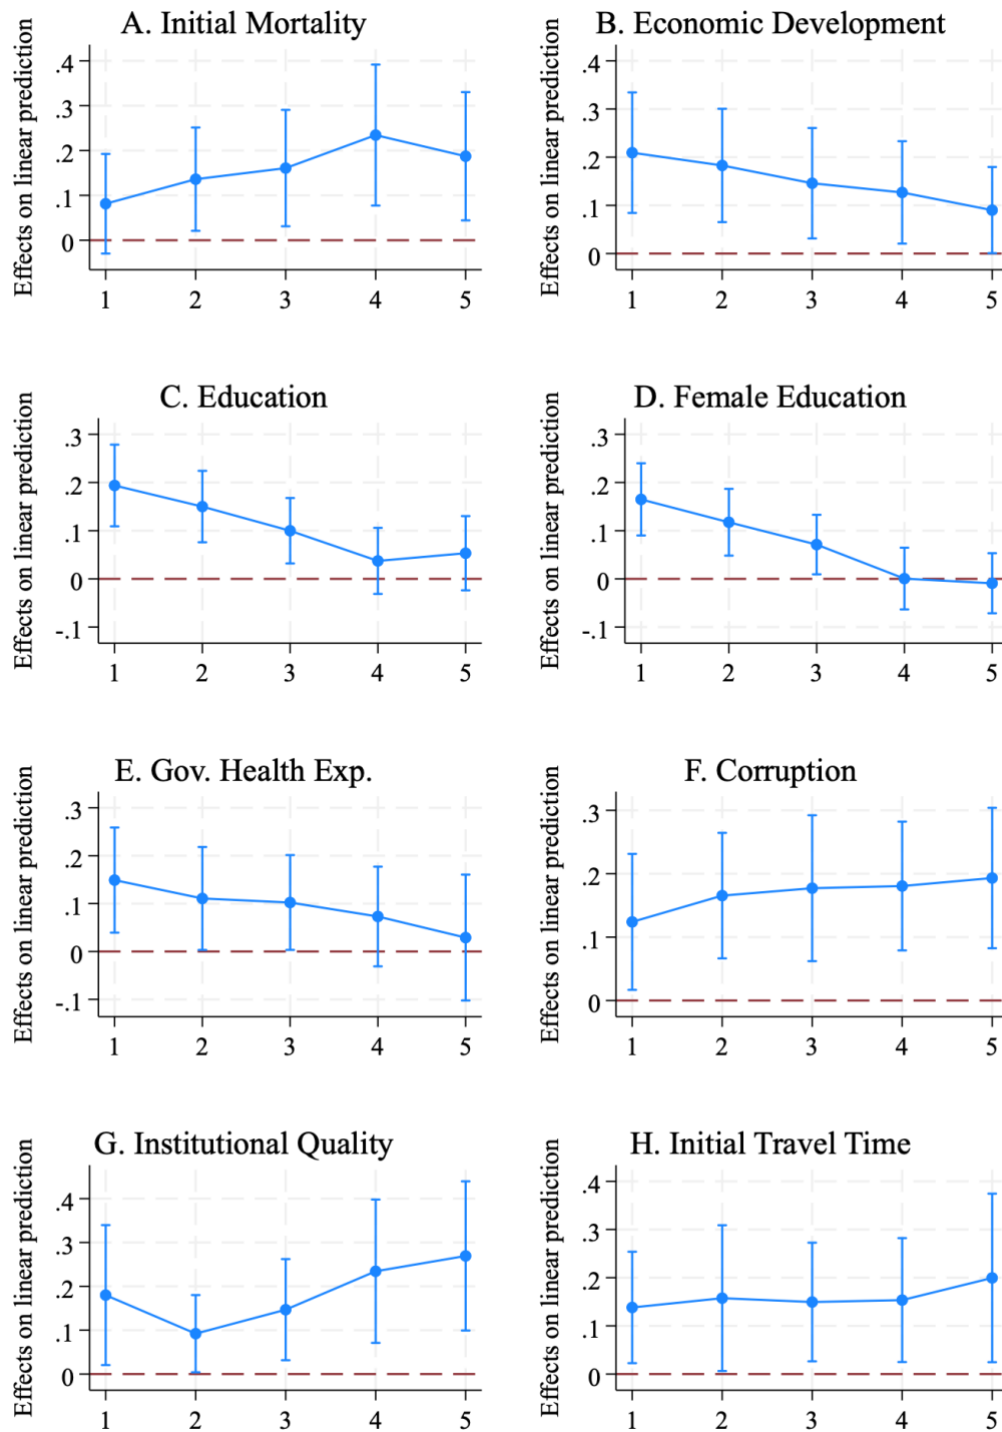 A. Initial Mortality
Effects on linear prediction
.4
.3
.2
.1
0
1 2 3 4 5
B. Economic Development
Effects on linear prediction
.4
.3
.2
.1
0
1 2 3 4 5
C. Education
Effects on linear prediction
.3
.2
.1
0
-.1
1 2 3 4 5
D. Female Education
Effects on linear prediction
.3
.2
.1
0
-.1
1 2 3 4 5
E. Gov. Health Exp.
Effects on linear prediction
.3
.2
.1
0
-.1
1 2 3 4 5
F. Corruption
Effects on linear prediction
.3
.2
.1
0
1 2 3 4 5
G. Institutional Quality
Effects on linear prediction
.4
.3
.2
.1
0
1 2 3 4 5
H. Initial Travel Time
Effects on linear prediction
.4
.3
.2
.1
0
1 2 3 4 5